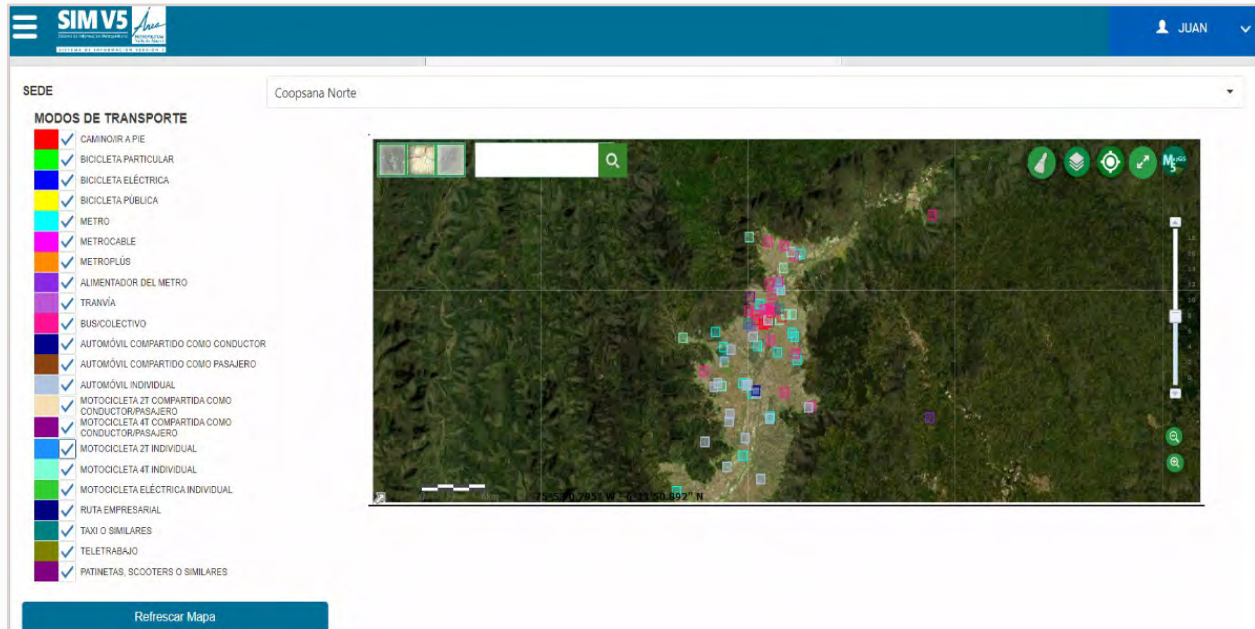 SIM V5
Área
JUAN
SEDE
Coopsana Norte
MODOS DE TRANSPORTE
CAMINO/IR A PIE
BICICLETA PARTICULAR
BICICLETA ELÉCTRICA
BICICLETA PÚBLICA
METRO
METROCABLE
METROPLÚS
ALIMENTADOR DEL METRO
TRANVÍA
BUS/COLECTIVO
AUTOMÓVIL COMPARTIDO COMO CONDUCTOR
AUTOMÓVIL COMPARTIDO COMO PASAJERO
AUTOMÓVIL INDIVIDUAL
MOTOCICLETA 2T COMPARTIDA COMO
CONDUCTOR/PASAJERO
MOTOCICLETA 4T COMPARTIDA COMO
CONDUCTOR/PASAJERO
MOTOCICLETA 2T INDIVIDUAL
MOTOCICLETA 4T INDIVIDUAL
MOTOCICLETA ELÉCTRICA INDIVIDUAL
RUTA EMPRESARIAL
TAXI O SIMILARES
TELETRABAJO
PATINETAS, SCOOTERS O SIMILARES
Refrescar Mapa